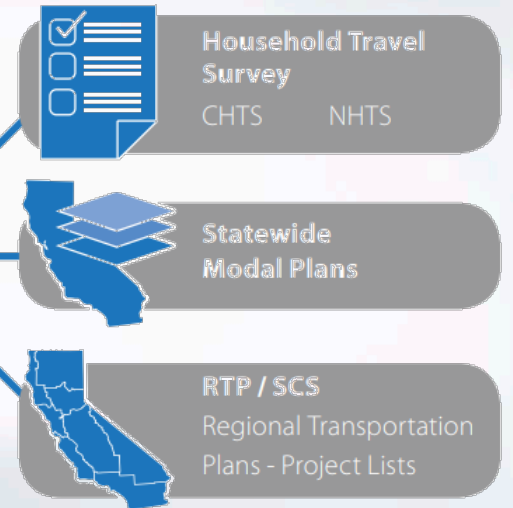 Household Travel
Survey
CHTS NHTS
Statewide
Modal Plans
RTP / SCS
Regional Transportation
Plans - Project Lists